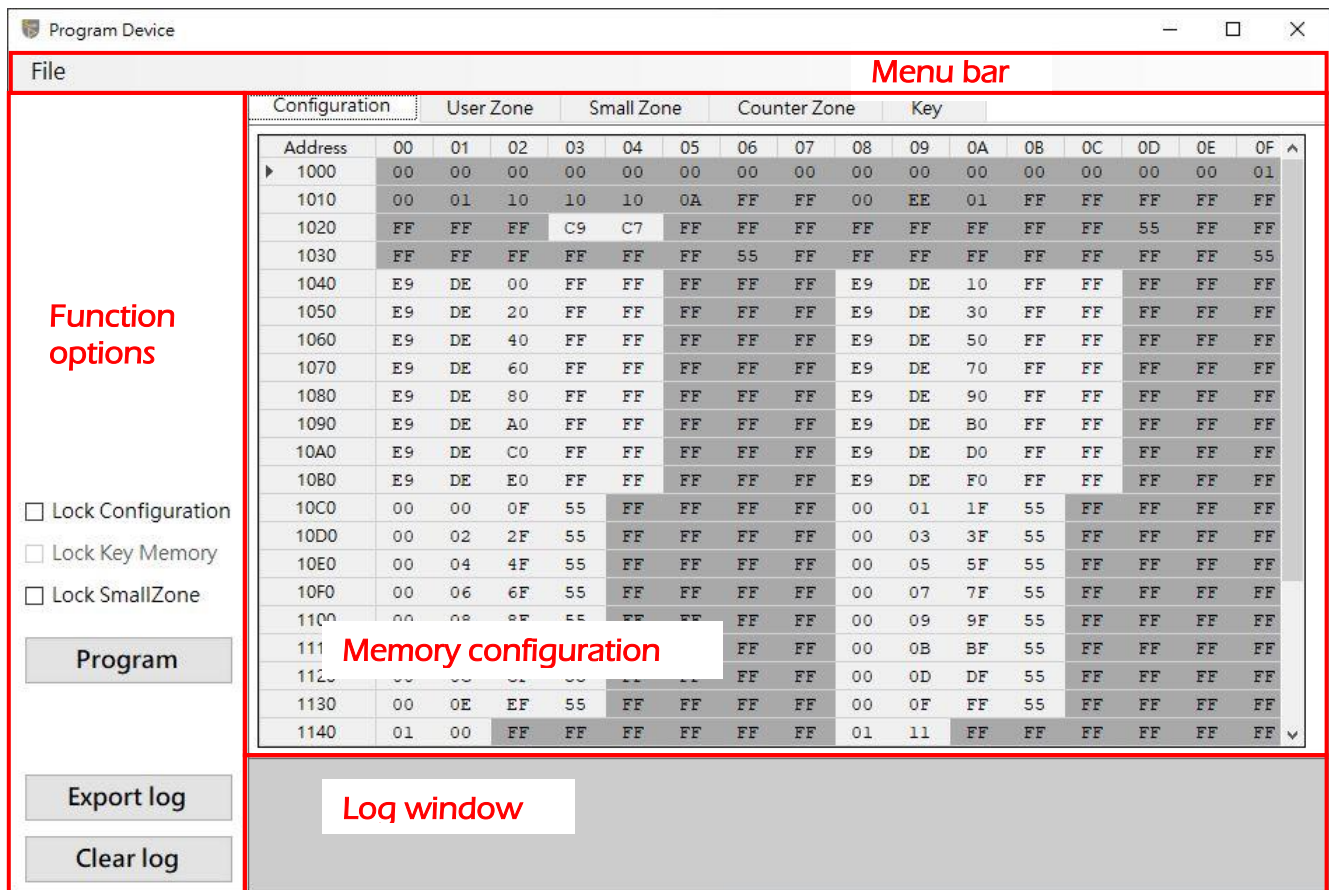 Program Device
File
Menu bar
Configuration User Zone Small Zone Counter Zone Key
Address 00 01 02 03 04 05 06 07 08 09 0A 0B 0C 0D 0E 0F
1000 00 00 00 00 00 00 00 00 00 00 00 00 00 00 00 01
1010 00 01 10 10 10 0A FF FF 00 EE 01 FF FF FF FF FF
1020 FF FF FF C9 C7 FF FF FF FF FF FF FF FF 55 FF FF
1030 FF FF FF FF FF FF 55 FF FF FF FF FF FF FF FF 55
1040 E9 DE 00 FF FF FF FF FF E9 DE 10 FF FF FF FF FF
1050 E9 DE 20 FF FF FF FF FF E9 DE 30 FF FF FF FF FF
1060 E9 DE 40 FF FF FF FF FF E9 DE 50 FF FF FF FF FF
1070 E9 DE 60 FF FF FF FF FF E9 DE 70 FF FF FF FF FF
1080 E9 DE 80 FF FF FF FF FF E9 DE 90 FF FF FF FF FF
1090 E9 DE A0 FF FF FF FF FF E9 DE B0 FF FF FF FF FF
10A0 E9 DE C0 FF FF FF FF FF E9 DE D0 FF FF FF FF FF
10B0 E9 DE E0 FF FF FF FF FF E9 DE F0 FF FF FF FF FF
10C0 00 00 0F 55 FF FF FF FF 00 01 1F 55 FF FF FF FF
10D0 00 02 2F 55 FF FF FF FF 00 03 3F 55 FF FF FF FF
10E0 00 04 4F 55 FF FF FF FF 00 05 5F 55 FF FF FF FF
10F0 00 06 6F 55 FF FF FF FF 00 07 7F 55 FF FF FF FF
1100 00 08 8F 55 FF FF FF FF 00 09 9F 55 FF FF FF FF
FF FF 00 0B BF 55 FF FF FF FF
1120 FF FF 00 0D DF 55 FF FF FF FF
1130 00 0E EF 55 FF FF FF FF 00 0F FF 55 FF FF FF FF
1140 01 00 FF FF FF FF FF FF 01 11 FF FF FF FF FF FF
Memory configuration
Function
options
Lock Configuration
Lock Key Memory
Lock SmallZone
Program
Export log
Clear log
Log window